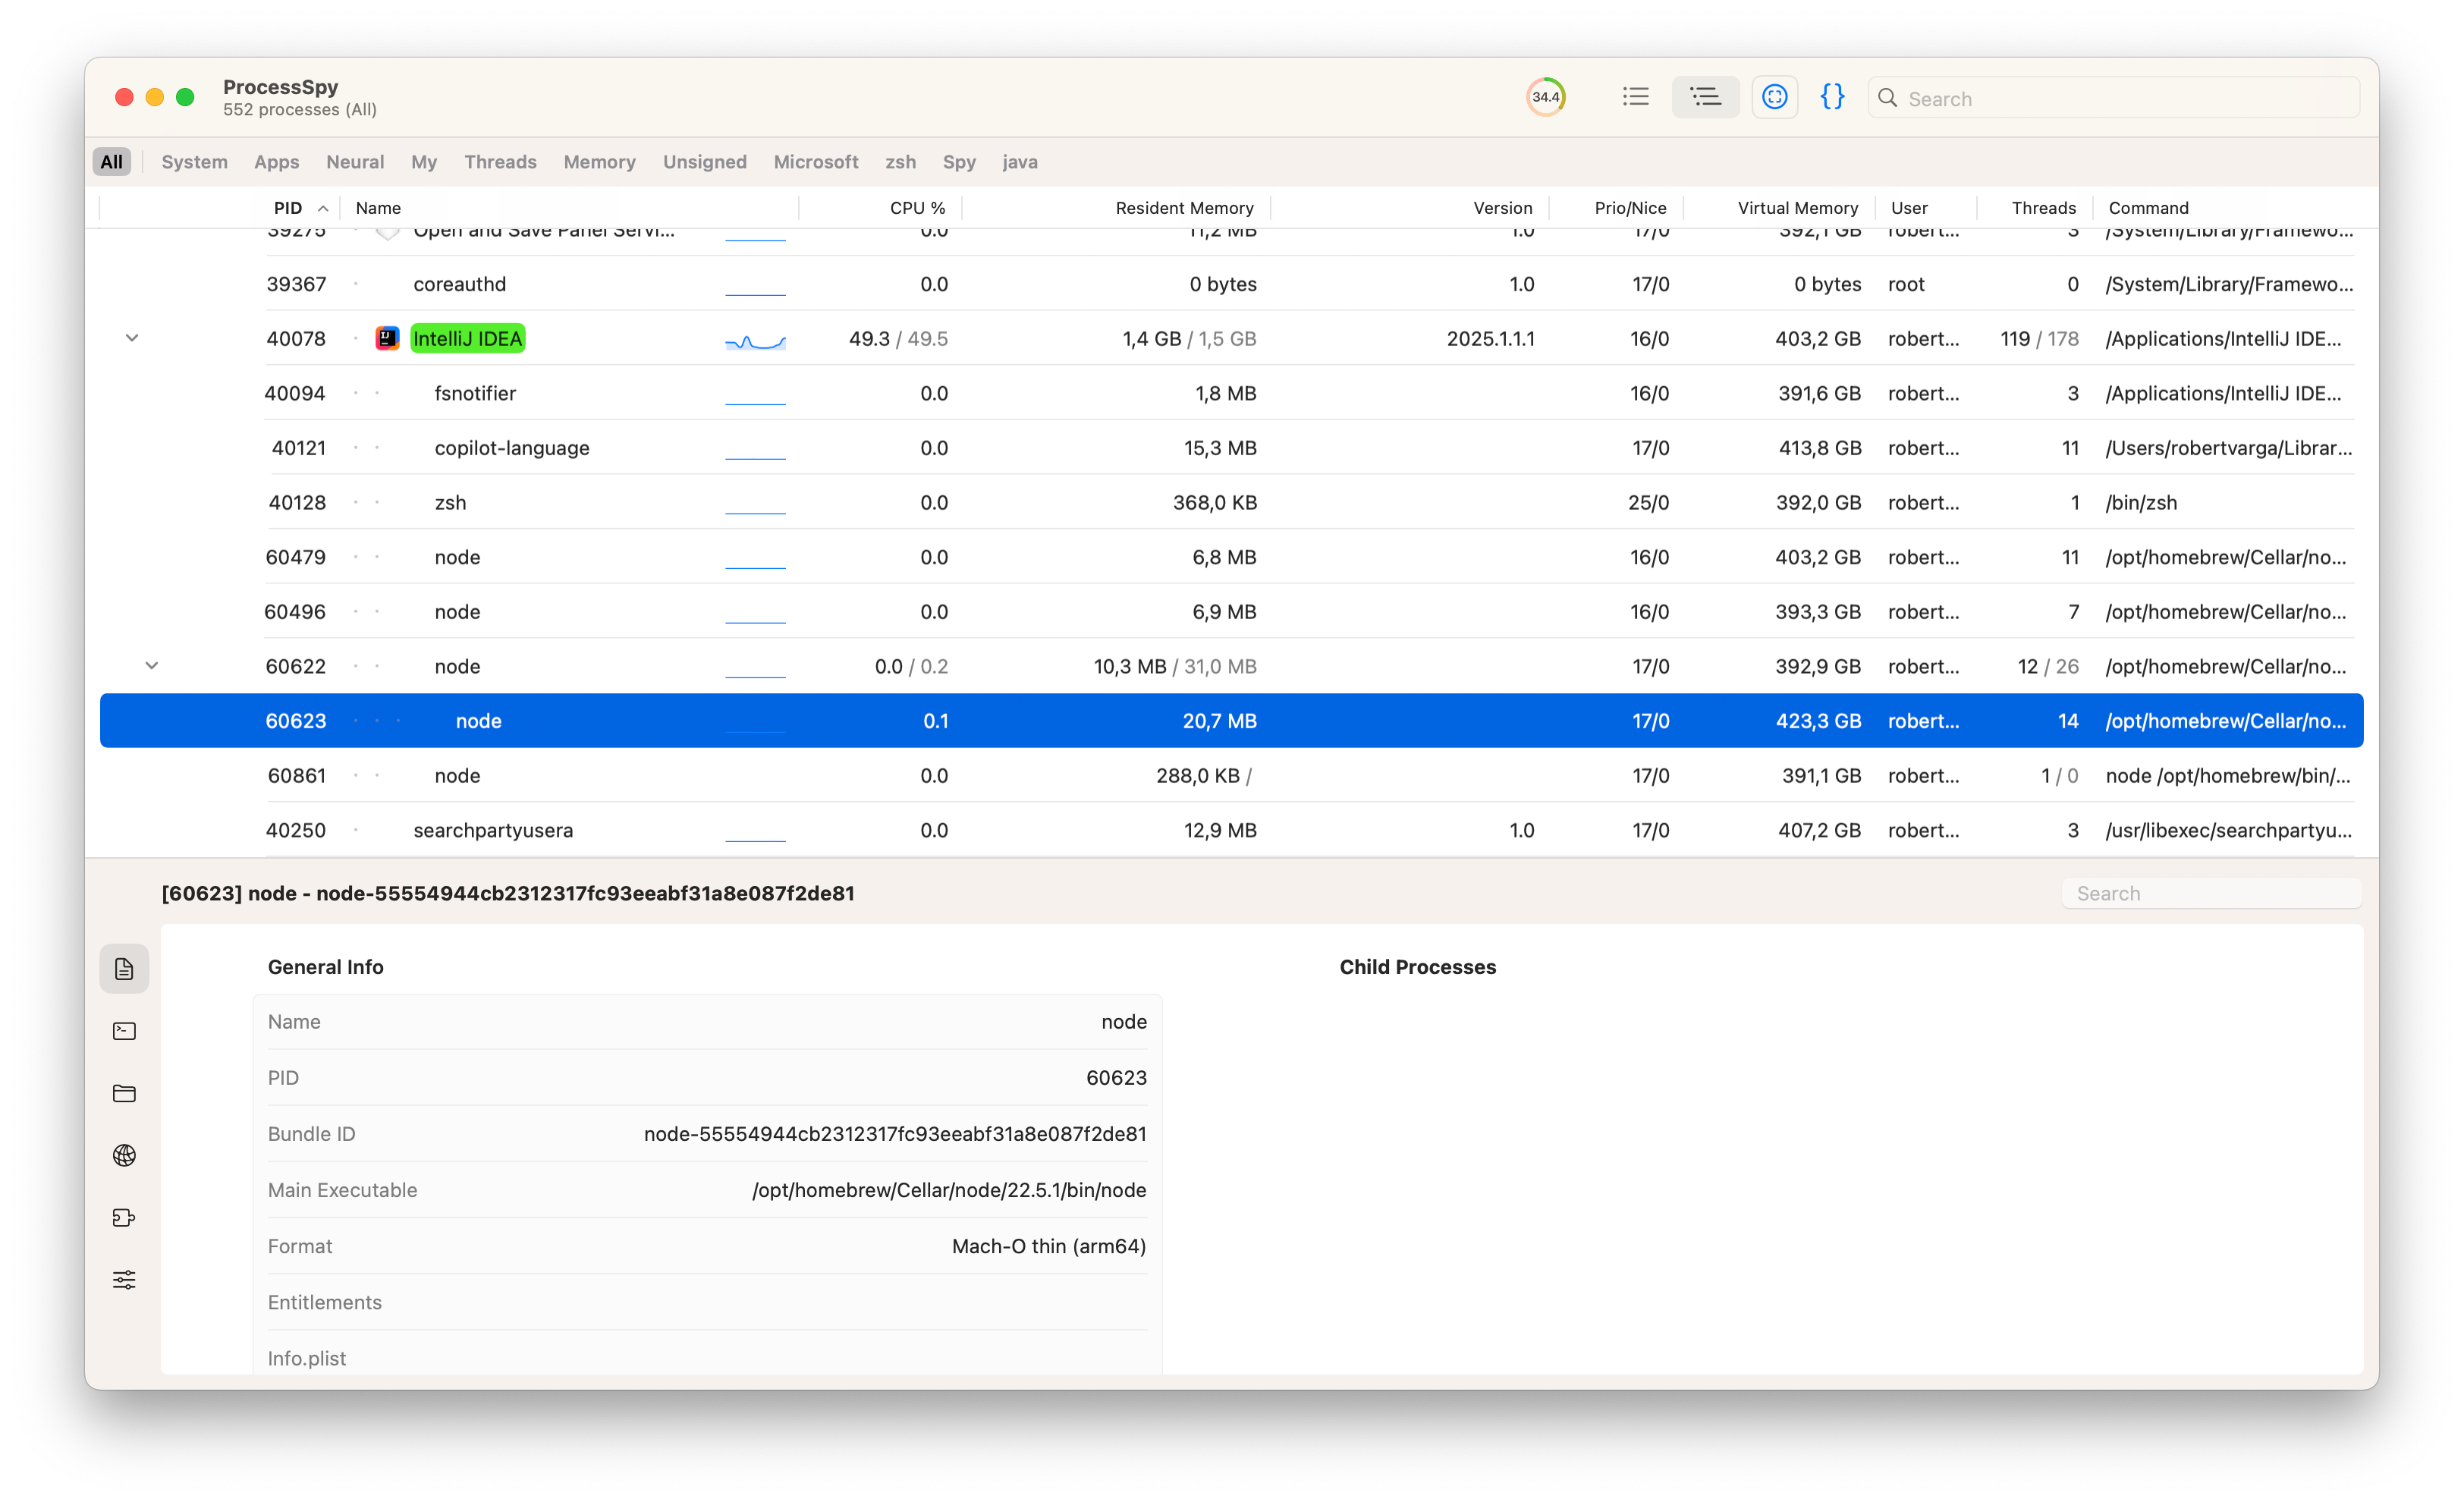 ProcessSpy
552 processes (All)
34.4
Search
All System Apps Neural My Threads Memory Unsigned Microsoft zsh Spy java
PID Name CPU % Resident Memory Version Prio/Nice Virtual Memory User Threads Command
39275 Open and Save Panel Servi... 0.0 11,2 MB 1.0 17/0 392,1 GB robert... 3 /System/Library/Framewo...
39367 coreauthd 0.0 0 bytes 1.0 17/0 0 bytes root 0 /System/Library/Framewo...
40078 IntelliJ IDEA 49.3 / 49.5 1,4 GB / 1,5 GB 2025.1.1.1 16/0 403,2 GB robert... 119 / 178 /Applications/IntelliJ IDE...
40094 fsnotifier 0.0 1,8 MB 16/0 391,6 GB robert... 3 /Applications/IntelliJ IDE...
40121 copilot-language 0.0 15,3 MB 17/0 413,8 GB robert... 11 /Users/robertvarga/Librar...
40128 zsh 0.0 368,0 KB 25/0 392,0 GB robert... 1 /bin/zsh
60479 node 0.0 6,8 MB 16/0 403,2 GB robert... 11 /opt/homebrew/Cellar/no...
60496 node 0.0 6,9 MB 16/0 393,3 GB robert... 7 /opt/homebrew/Cellar/no...
60622 node 0.0 / 0.2 10,3 MB / 31,0 MB 17/0 392,9 GB robert... 12 / 26 /opt/homebrew/Cellar/no...
60623 node 0.1 20,7 MB 17/0 423,3 GB robert... 14 /opt/homebrew/Cellar/no...
60861 node 0.0 288,0 KB / 17/0 391,1 GB robert... 1 / 0 node /opt/homebrew/bin/...
40250 searchpartyusera 0.0 12,9 MB 1.0 17/0 407,2 GB robert... 3 /usr/libexec/searchpartyu...
[60623] node - node-55554944cb2312317fc93eeabf31a8e087f2de81
Search
General Info
Name node
PID 60623
Bundle ID node-55554944cb2312317fc93eeabf31a8e087f2de81
Main Executable /opt/homebrew/Cellar/node/22.5.1/bin/node
Format Mach-O thin (arm64)
Entitlements
Info.plist
Child Processes